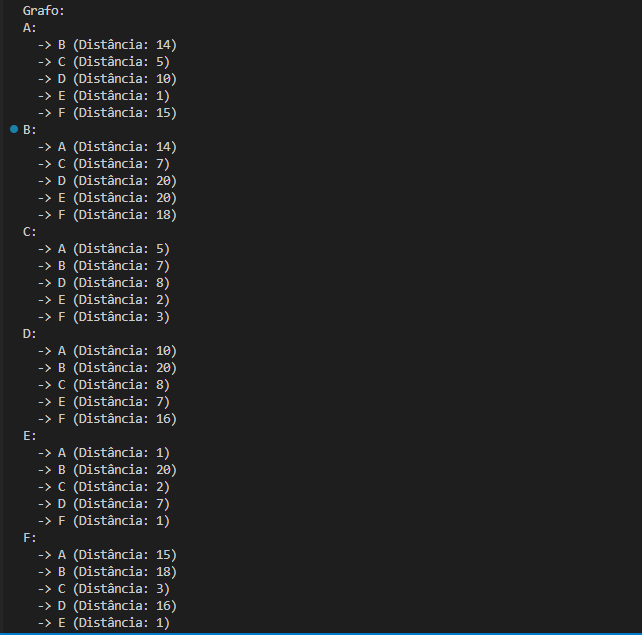 Grafo:
A:
-> B (Distância: 14)
-> C (Distância: 5)
-> D (Distância: 10)
-> E (Distância: 1)
-> F (Distância: 15)
B:
-> A (Distância: 14)
-> C (Distância: 7)
-> D (Distância: 20)
-> E (Distância: 20)
-> F (Distância: 18)
C:
-> A (Distância: 5)
-> B (Distância: 7)
-> D (Distância: 8)
-> E (Distância: 2)
-> F (Distância: 3)
D:
-> A (Distância: 10)
-> B (Distância: 20)
-> C (Distância: 8)
-> E (Distância: 7)
-> F (Distância: 16)
E:
-> A (Distância: 1)
-> B (Distância: 20)
-> C (Distância: 2)
-> D (Distância: 7)
-> F (Distância: 1)
F:
-> A (Distância: 15)
-> B (Distância: 18)
-> C (Distância: 3)
-> D (Distância: 16)
-> E (Distância: 1)